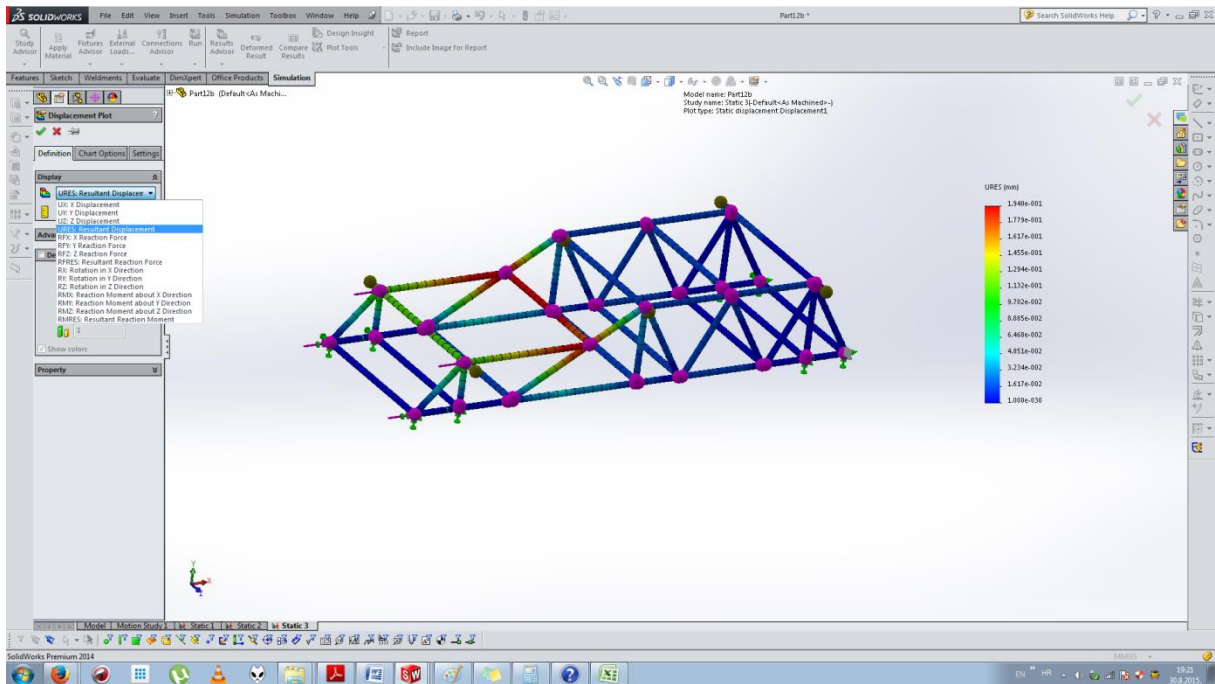 SOLIDWORKS File Edit View Insert Tools Simulation Toolbox Window Help Part12b * Search SolidWorks Help
Study Advisor Apply Material Fixtures Advisor External Loads... Connections Advisor Run Results Advisor Deformed Result Compare Results Design Insight Plot Tools Report Include Image for Report
Features Sketch Weldments Evaluate DimXpert Office Products Simulation
Part12b (Default<As Machi...
Model name: Part12b
Study name: Static 3(-Default<As Machined>-)
Plot type: Static displacement Displacement1
Displacement Plot ?
Definition Chart Options Settings
Display
URES: Resultant Displacer
UX: X Displacement
UY: Y Displacement
UZ: Z Displacement
URES: Resultant Displacement
RFX: X Reaction Force
RFY: Y Reaction Force
RFZ: Z Reaction Force
RFRES: Resultant Reaction Force
RX: Rotation in X Direction
RY: Rotation in Y Direction
RZ: Rotation in Z Direction
RMX: Reaction Moment about X Direction
RMY: Reaction Moment about Y Direction
RMZ: Reaction Moment about Z Direction
RMRES: Resultant Reaction Moment
Adva
De
1
Show colors
Property
URES (mm)
1.940e-001
1.779e-001
1.617e-001
1.455e-001
1.294e-001
1.132e-001
9.702e-002
8.085e-002
6.468e-002
4.851e-002
3.234e-002
1.617e-002
1.000e-030
Y
X
Z
Model Motion Study 1 Static 1 Static 2 Static 3
SolidWorks Premium 2014 MMGS
EN HR 19:21
30.8.2015.